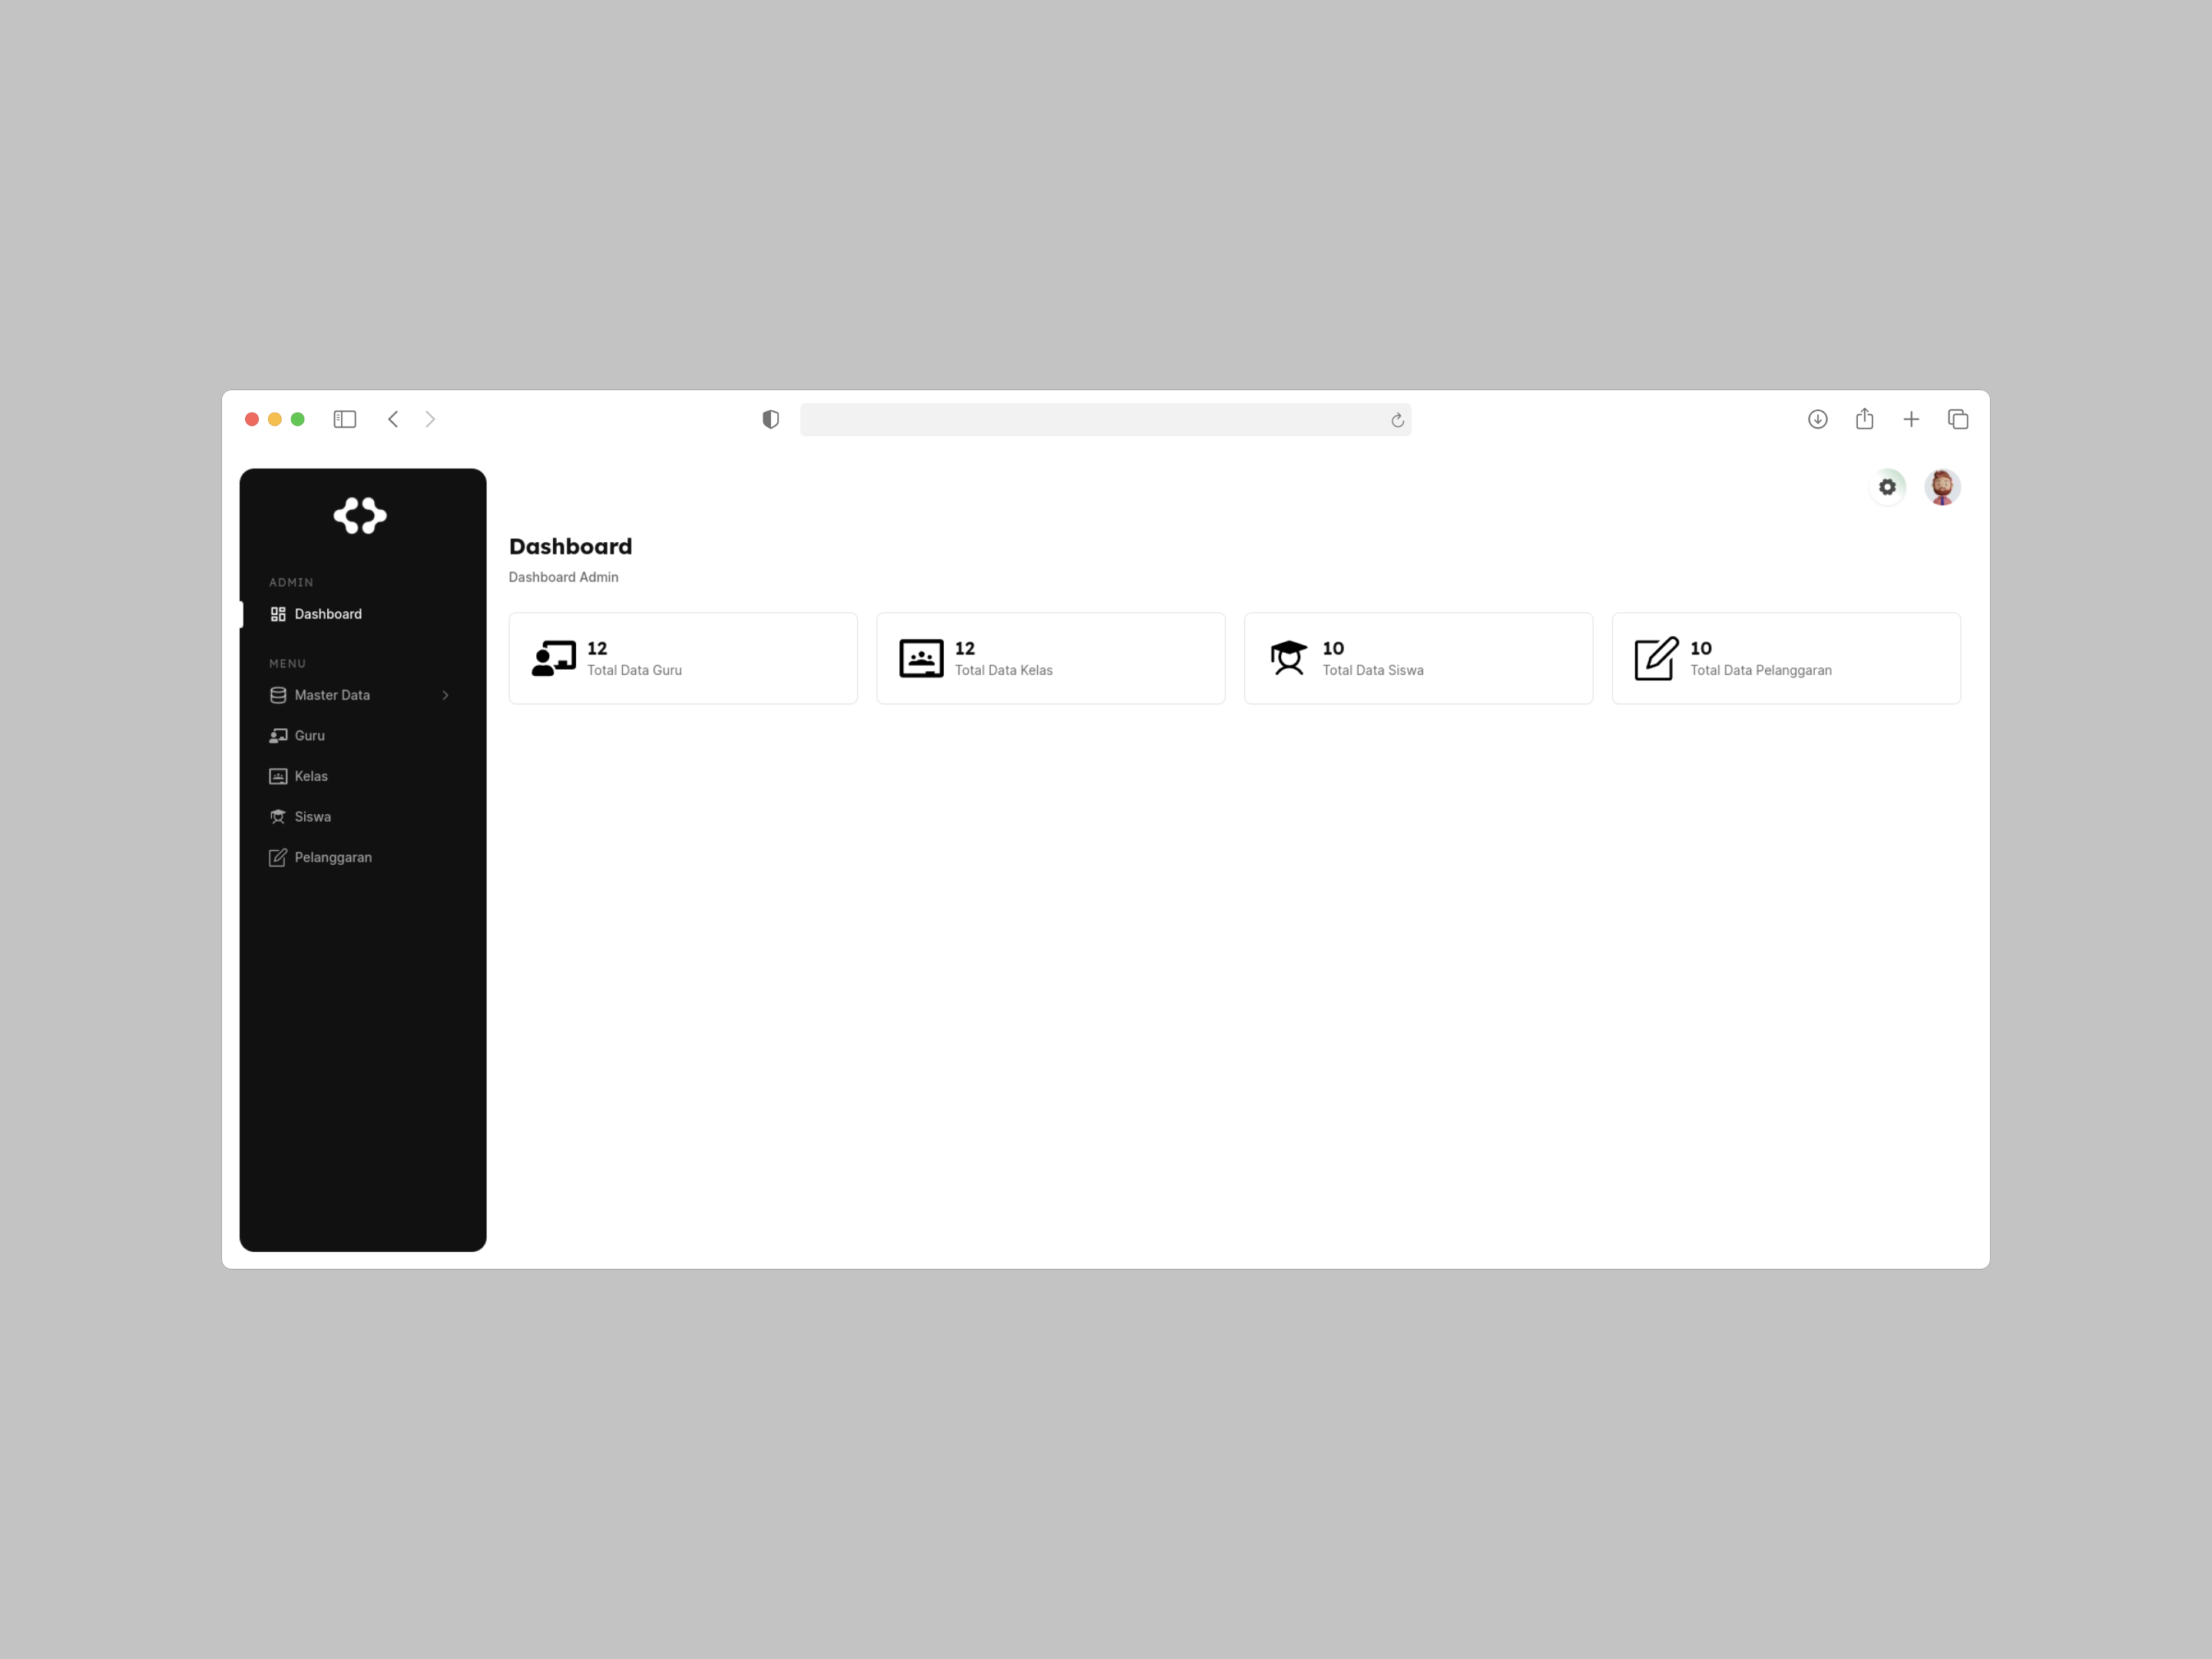 ADMIN
Dashboard
MENU
Master Data
Guru
Kelas
Siswa
Pelanggaran
Dashboard
Dashboard Admin
12
Total Data Guru
12
Total Data Kelas
10
Total Data Siswa
10
Total Data Pelanggaran